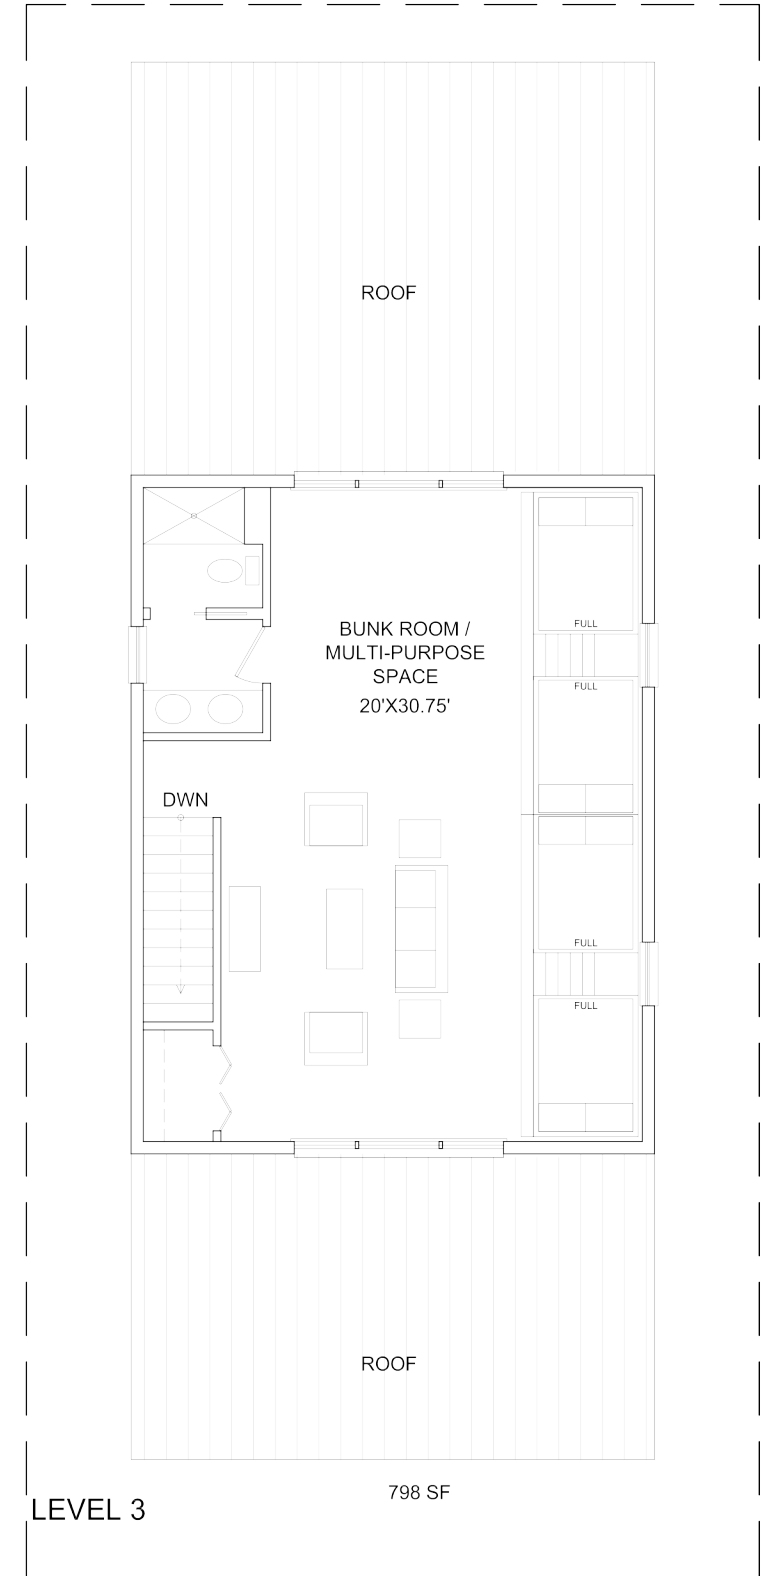 ROOF
BUNK ROOM /
MULTI-PURPOSE
SPACE
20'X30.75'
FULL
FULL
DWN
FULL
FULL
ROOF
798 SF
LEVEL 3